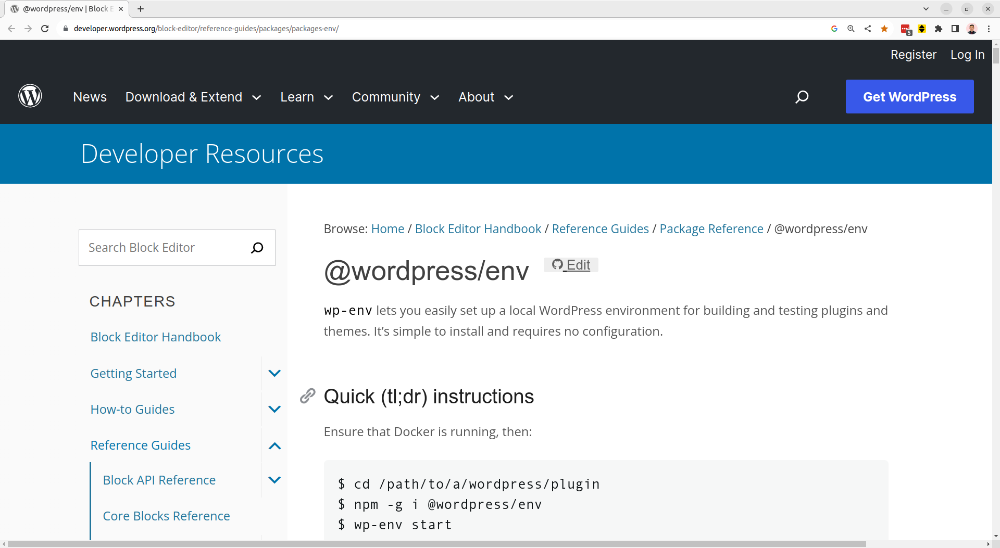 @wordpress/env | Block E
developer.wordpress.org/block-editor/reference-guides/packages/packages-env/
5
Register Log In
News Download & Extend Learn Community About Get WordPress
Developer Resources
Browse: Home / Block Editor Handbook / Reference Guides / Package Reference / @wordpress/env
Search Block Editor
@wordpress/env Edit
CHAPTERS
wp-env lets you easily set up a local WordPress environment for building and testing plugins and
themes. It’s simple to install and requires no configuration.
Block Editor Handbook
Getting Started
How-to Guides
Reference Guides
Block API Reference
Core Blocks Reference
Quick (tl;dr) instructions
Ensure that Docker is running, then:
$ cd /path/to/a/wordpress/plugin
$ npm -g i @wordpress/env
$ wp-env start